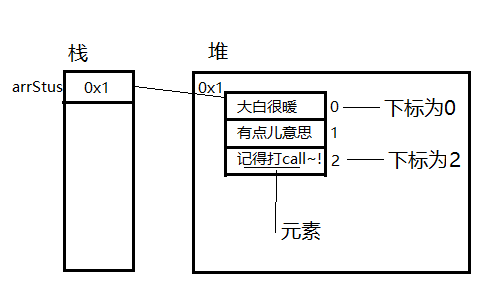 栈
堆
arrStus
0x1
0x1
大白很暖
0
下标为0
有点儿意思
1
记得打call~!
2
下标为2
元素